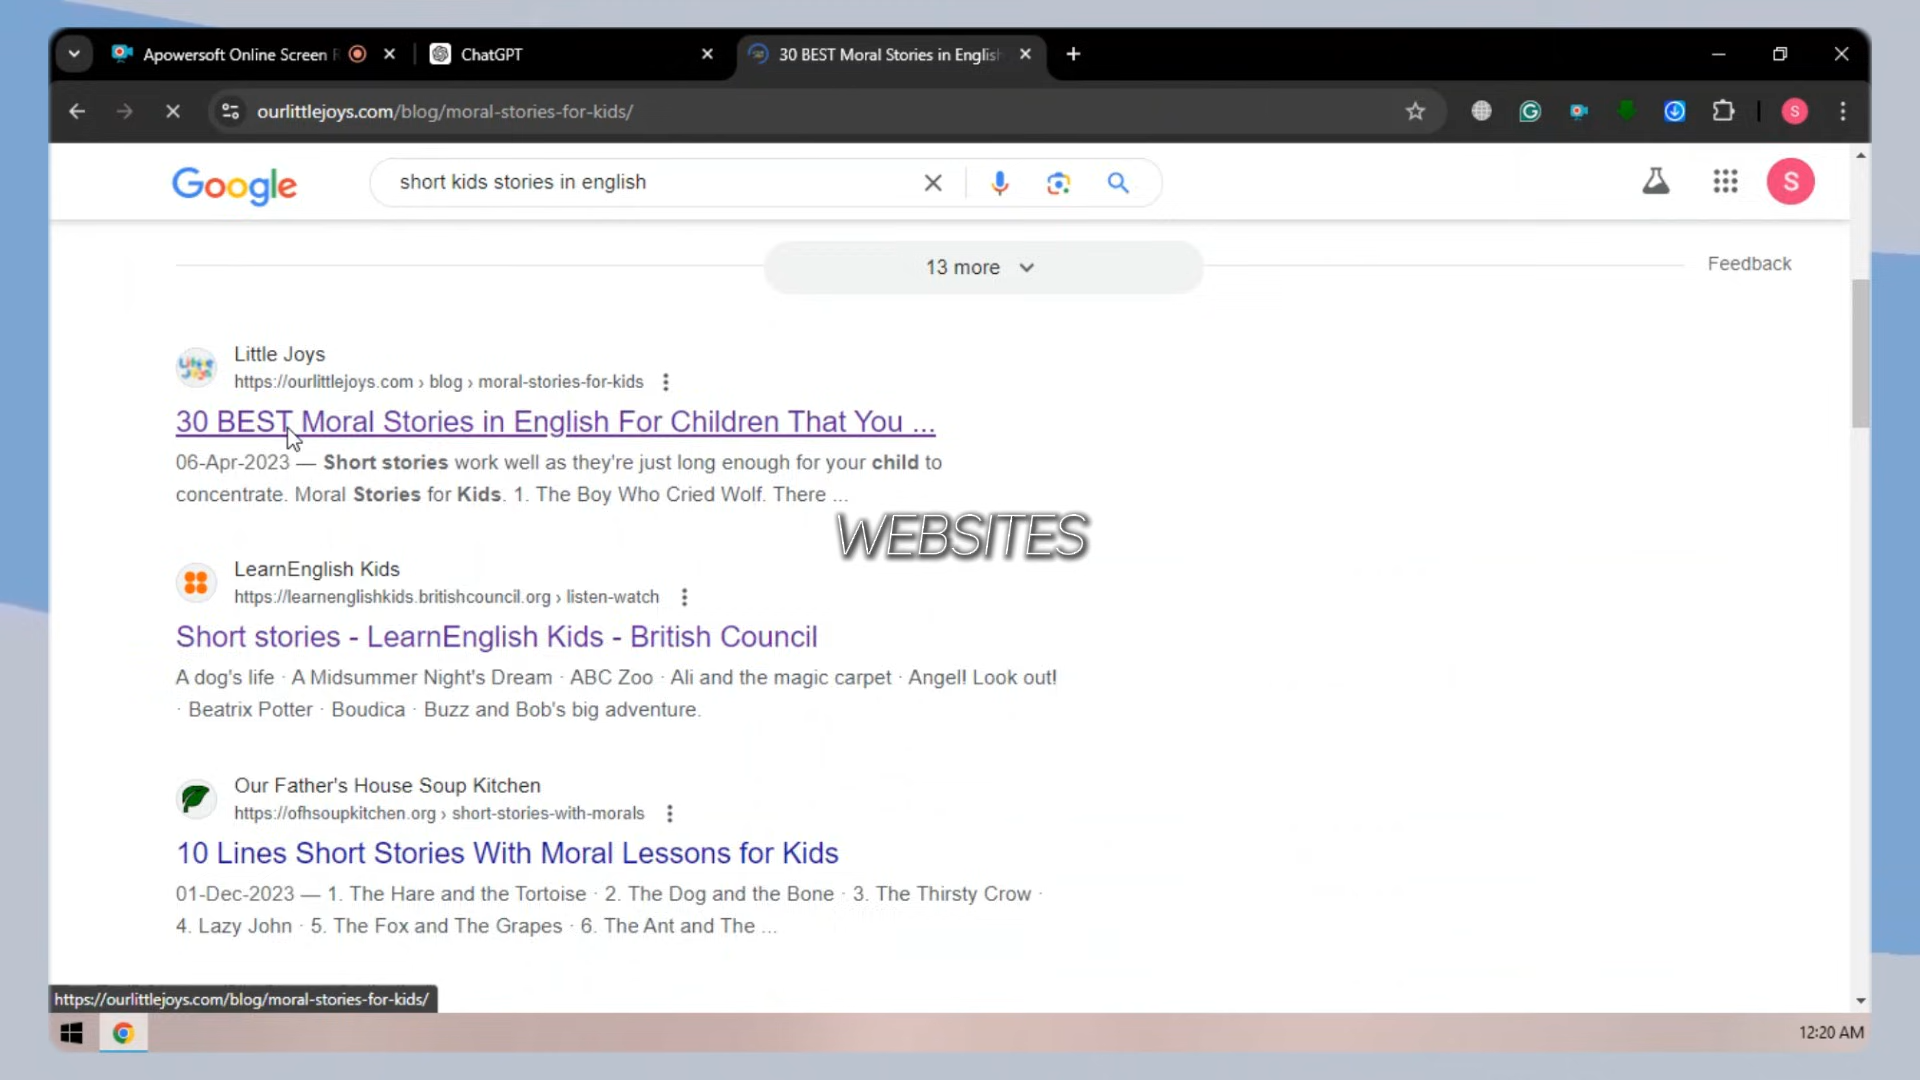 Apowersoft Online Screen R
ChatGPT
30 BEST Moral Stories in English
ourlittlejoys.com/blog/moral-stories-for-kids/
S
Google
short kids stories in english
S
13 more
Feedback
Little Joys
Little Joys
https://ourlittlejoys.com › blog › moral-stories-for-kids
30 BEST Moral Stories in English For Children That You ...
06-Apr-2023 — Short stories work well as they're just long enough for your child to
concentrate. Moral Stories for Kids. 1. The Boy Who Cried Wolf. There ...
WEBSITES
LearnEnglish Kids
https://learnenglishkids.britishcouncil.org › listen-watch
Short stories - LearnEnglish Kids - British Council
A dog's life · A Midsummer Night's Dream · ABC Zoo · Ali and the magic carpet · Angel! Look out!
· Beatrix Potter · Boudica · Buzz and Bob's big adventure.
Our Father's House Soup Kitchen
https://ofhsoupkitchen.org › short-stories-with-morals
10 Lines Short Stories With Moral Lessons for Kids
01-Dec-2023 — 1. The Hare and the Tortoise · 2. The Dog and the Bone · 3. The Thirsty Crow ·
4. Lazy John · 5. The Fox and The Grapes · 6. The Ant and The ...
https://ourlittlejoys.com/blog/moral-stories-for-kids/
12:20 AM